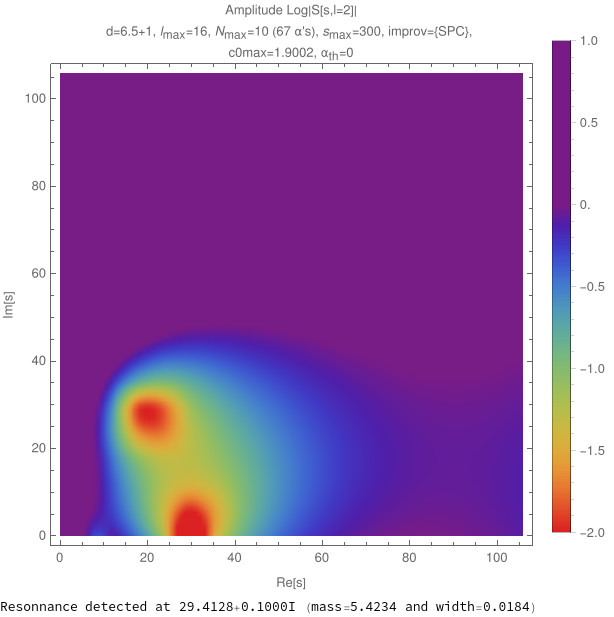 Amplitude Log|S[s,l=2]|
d=6.5+1, lmax=16, Nmax=10 (67 α's), smax=300, improv={SPC},
c0max=1.9002, αth=0
1.0
100
0.5
80
0.
60
-0.5
Im[s]
40
-1.0
20
-1.5
0
-2.0
0 20 40 60 80 100
Re[s]
Resonnance detected at 29.4128+0.1000I (mass=5.4234 and width=0.0184)